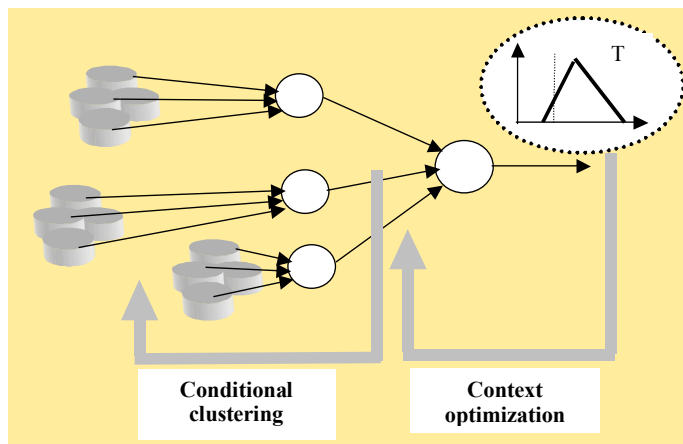 T
Conditional
clustering
Context
optimization